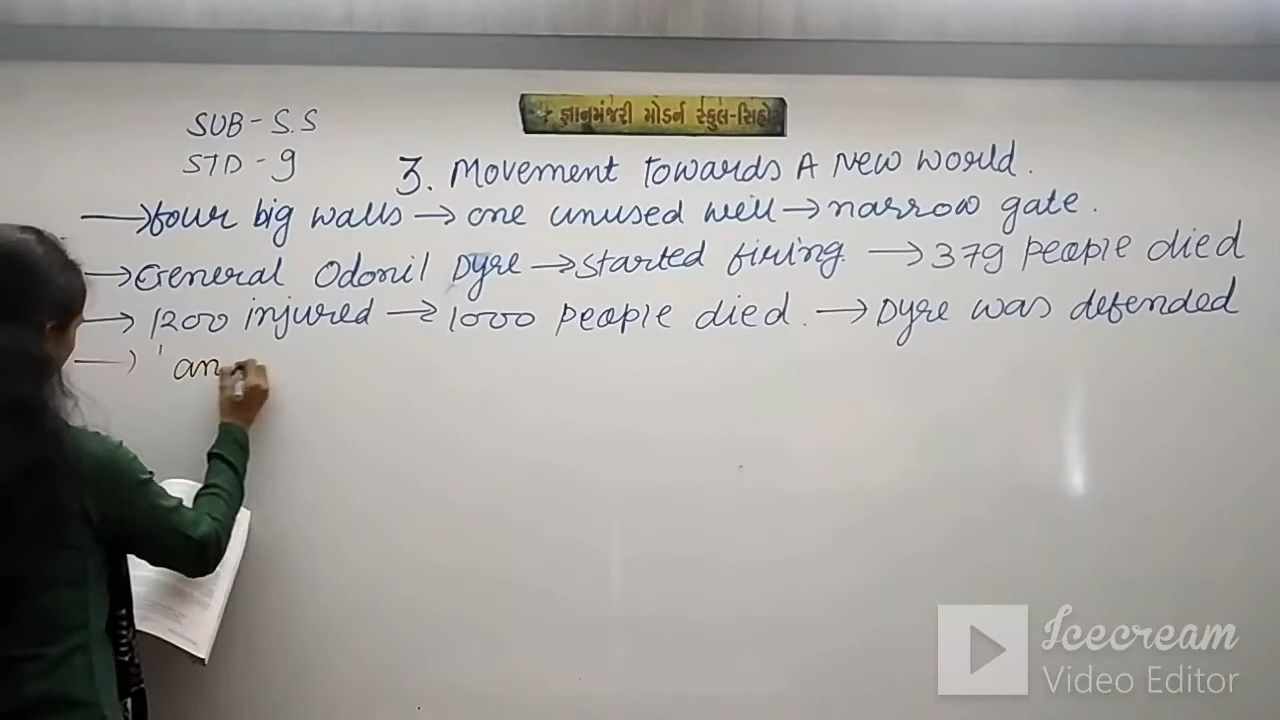 જ્ઞાનમંજરી મોડર્ન સ્કુલ-સિહોર
SUB - S.S
STD - 9
3. Movement Towards A New World.
→ four big walls → one unused well → narrow gate.
→ General Odonil Dyre → started firing. → 379 people died
→ 1200 injured → 1000 people died. → Dyre was defended
→ 'an
Icecream
Video Editor